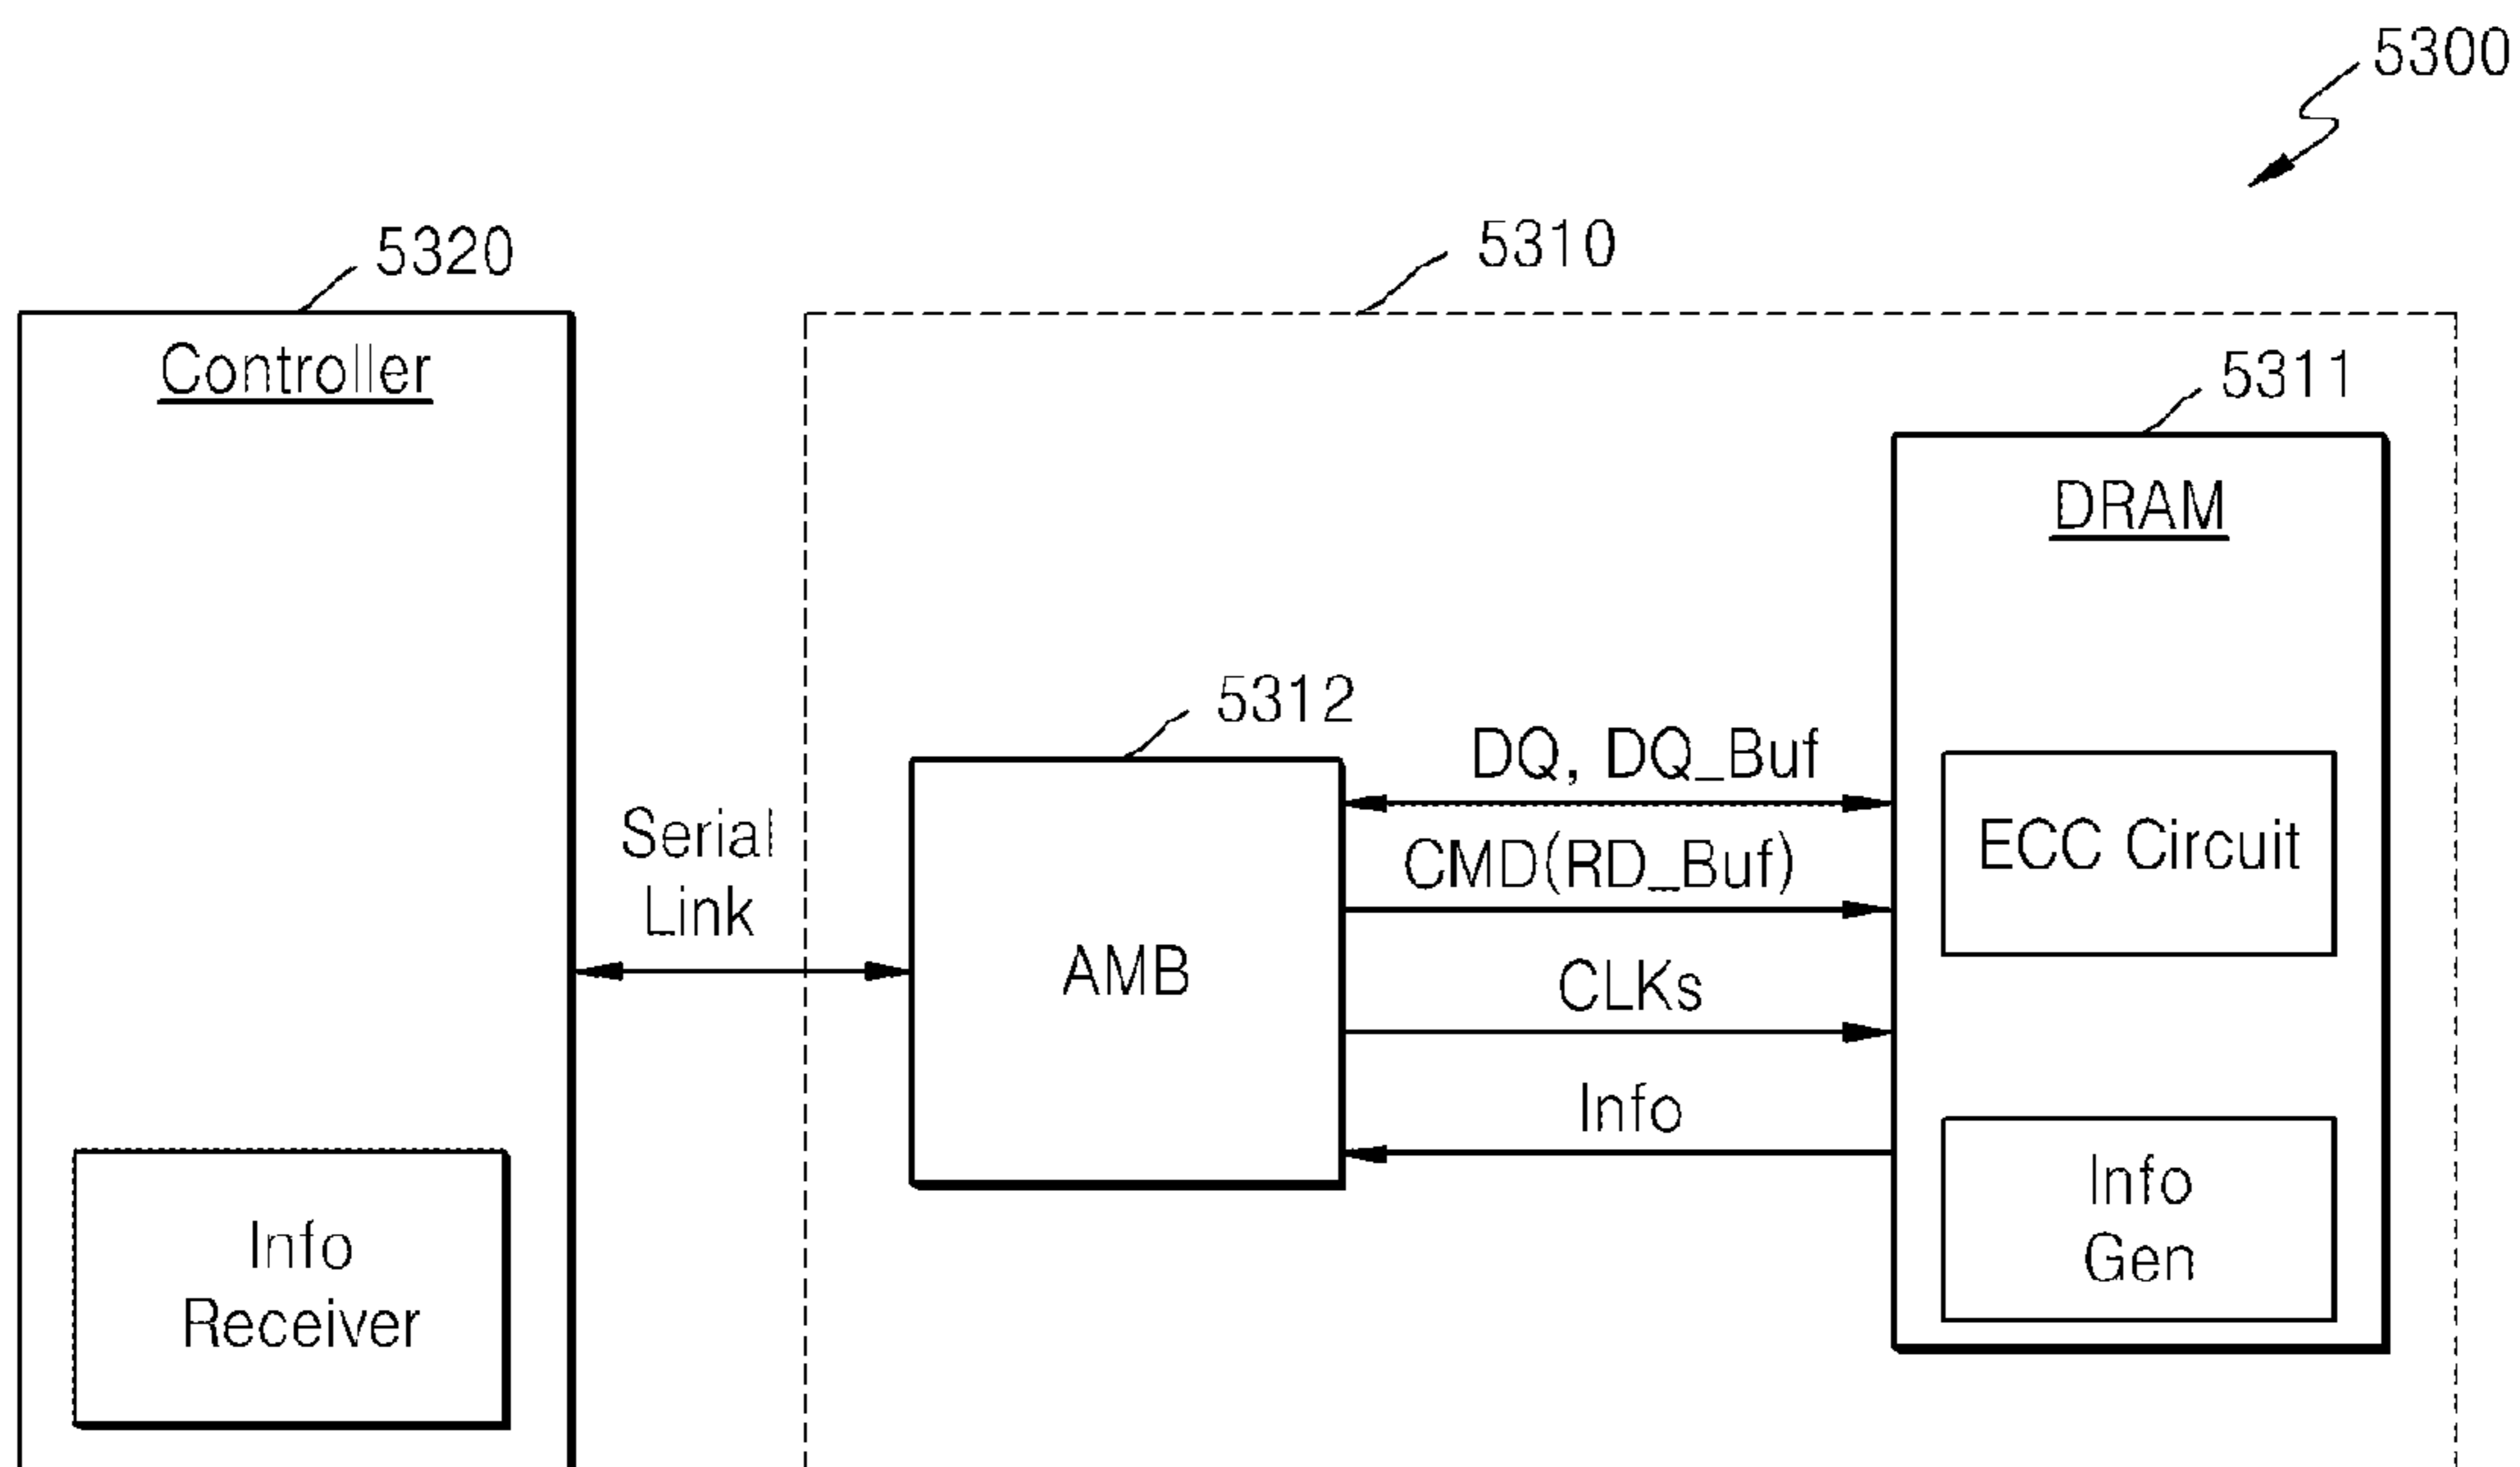 5300
5320
5310
Controller
5311
DRAM
5312
DQ, DQ_Buf
Serial
Link
CMD(RD_Buf)
ECC Circuit
AMB
CLKs
Info
Info
Gen
Info
Receiver